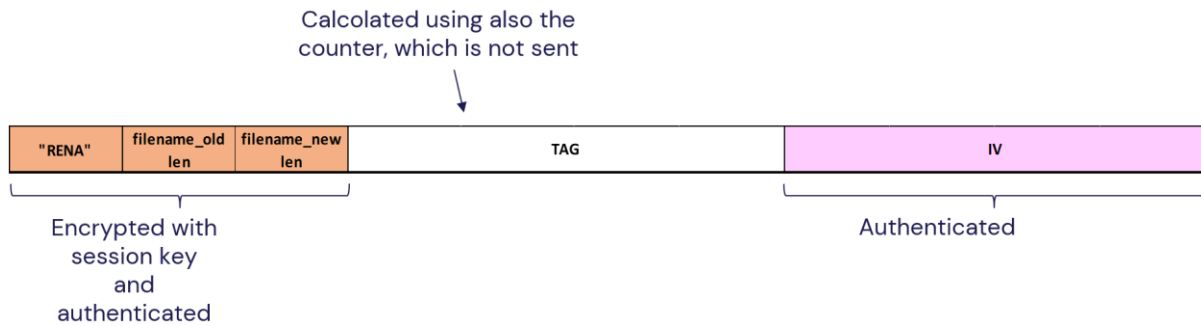 Calcolated using also the
counter, which is not sent
"RENA"
filename_old
len
filename_new
len
TAG
IV
Encrypted with
session key
and
authenticated
Authenticated